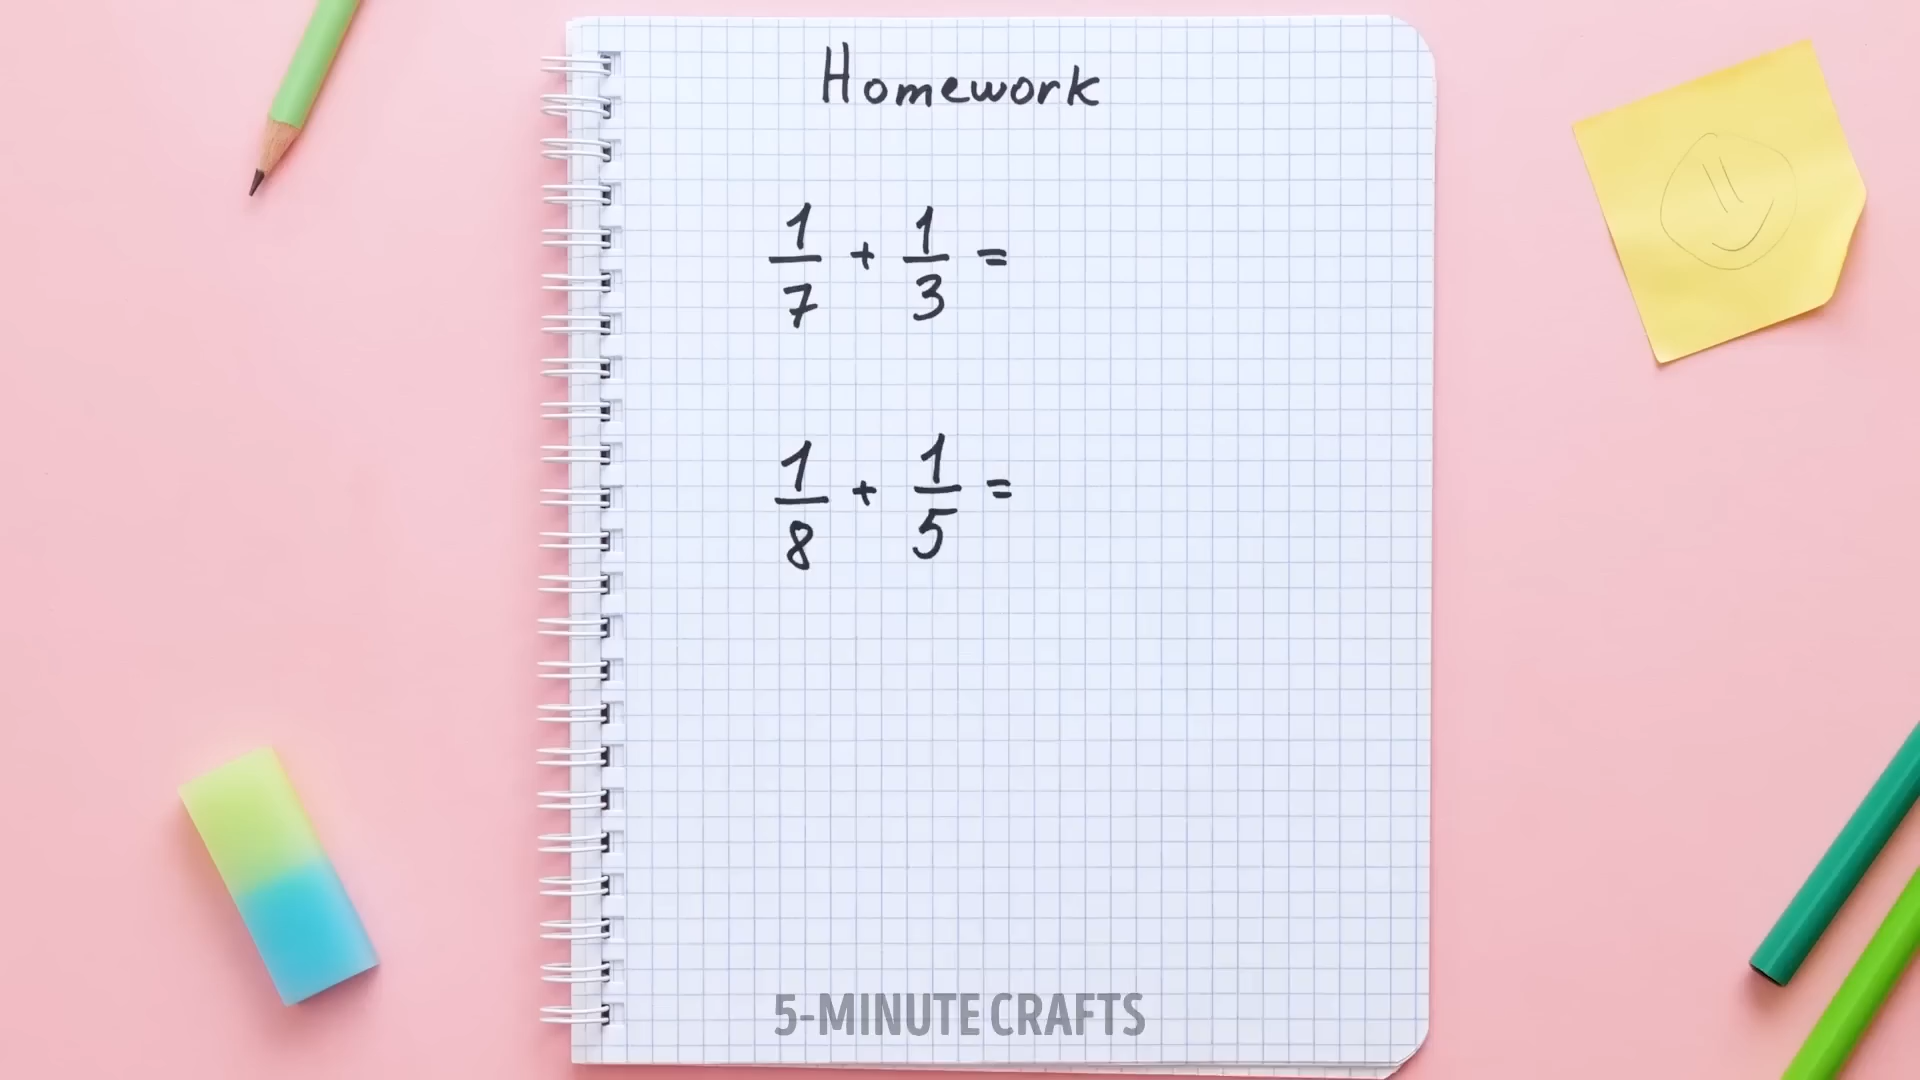 Homework
1/7 + 1/3 =
1/8 + 1/5 =
5-MINUTE CRAFTS